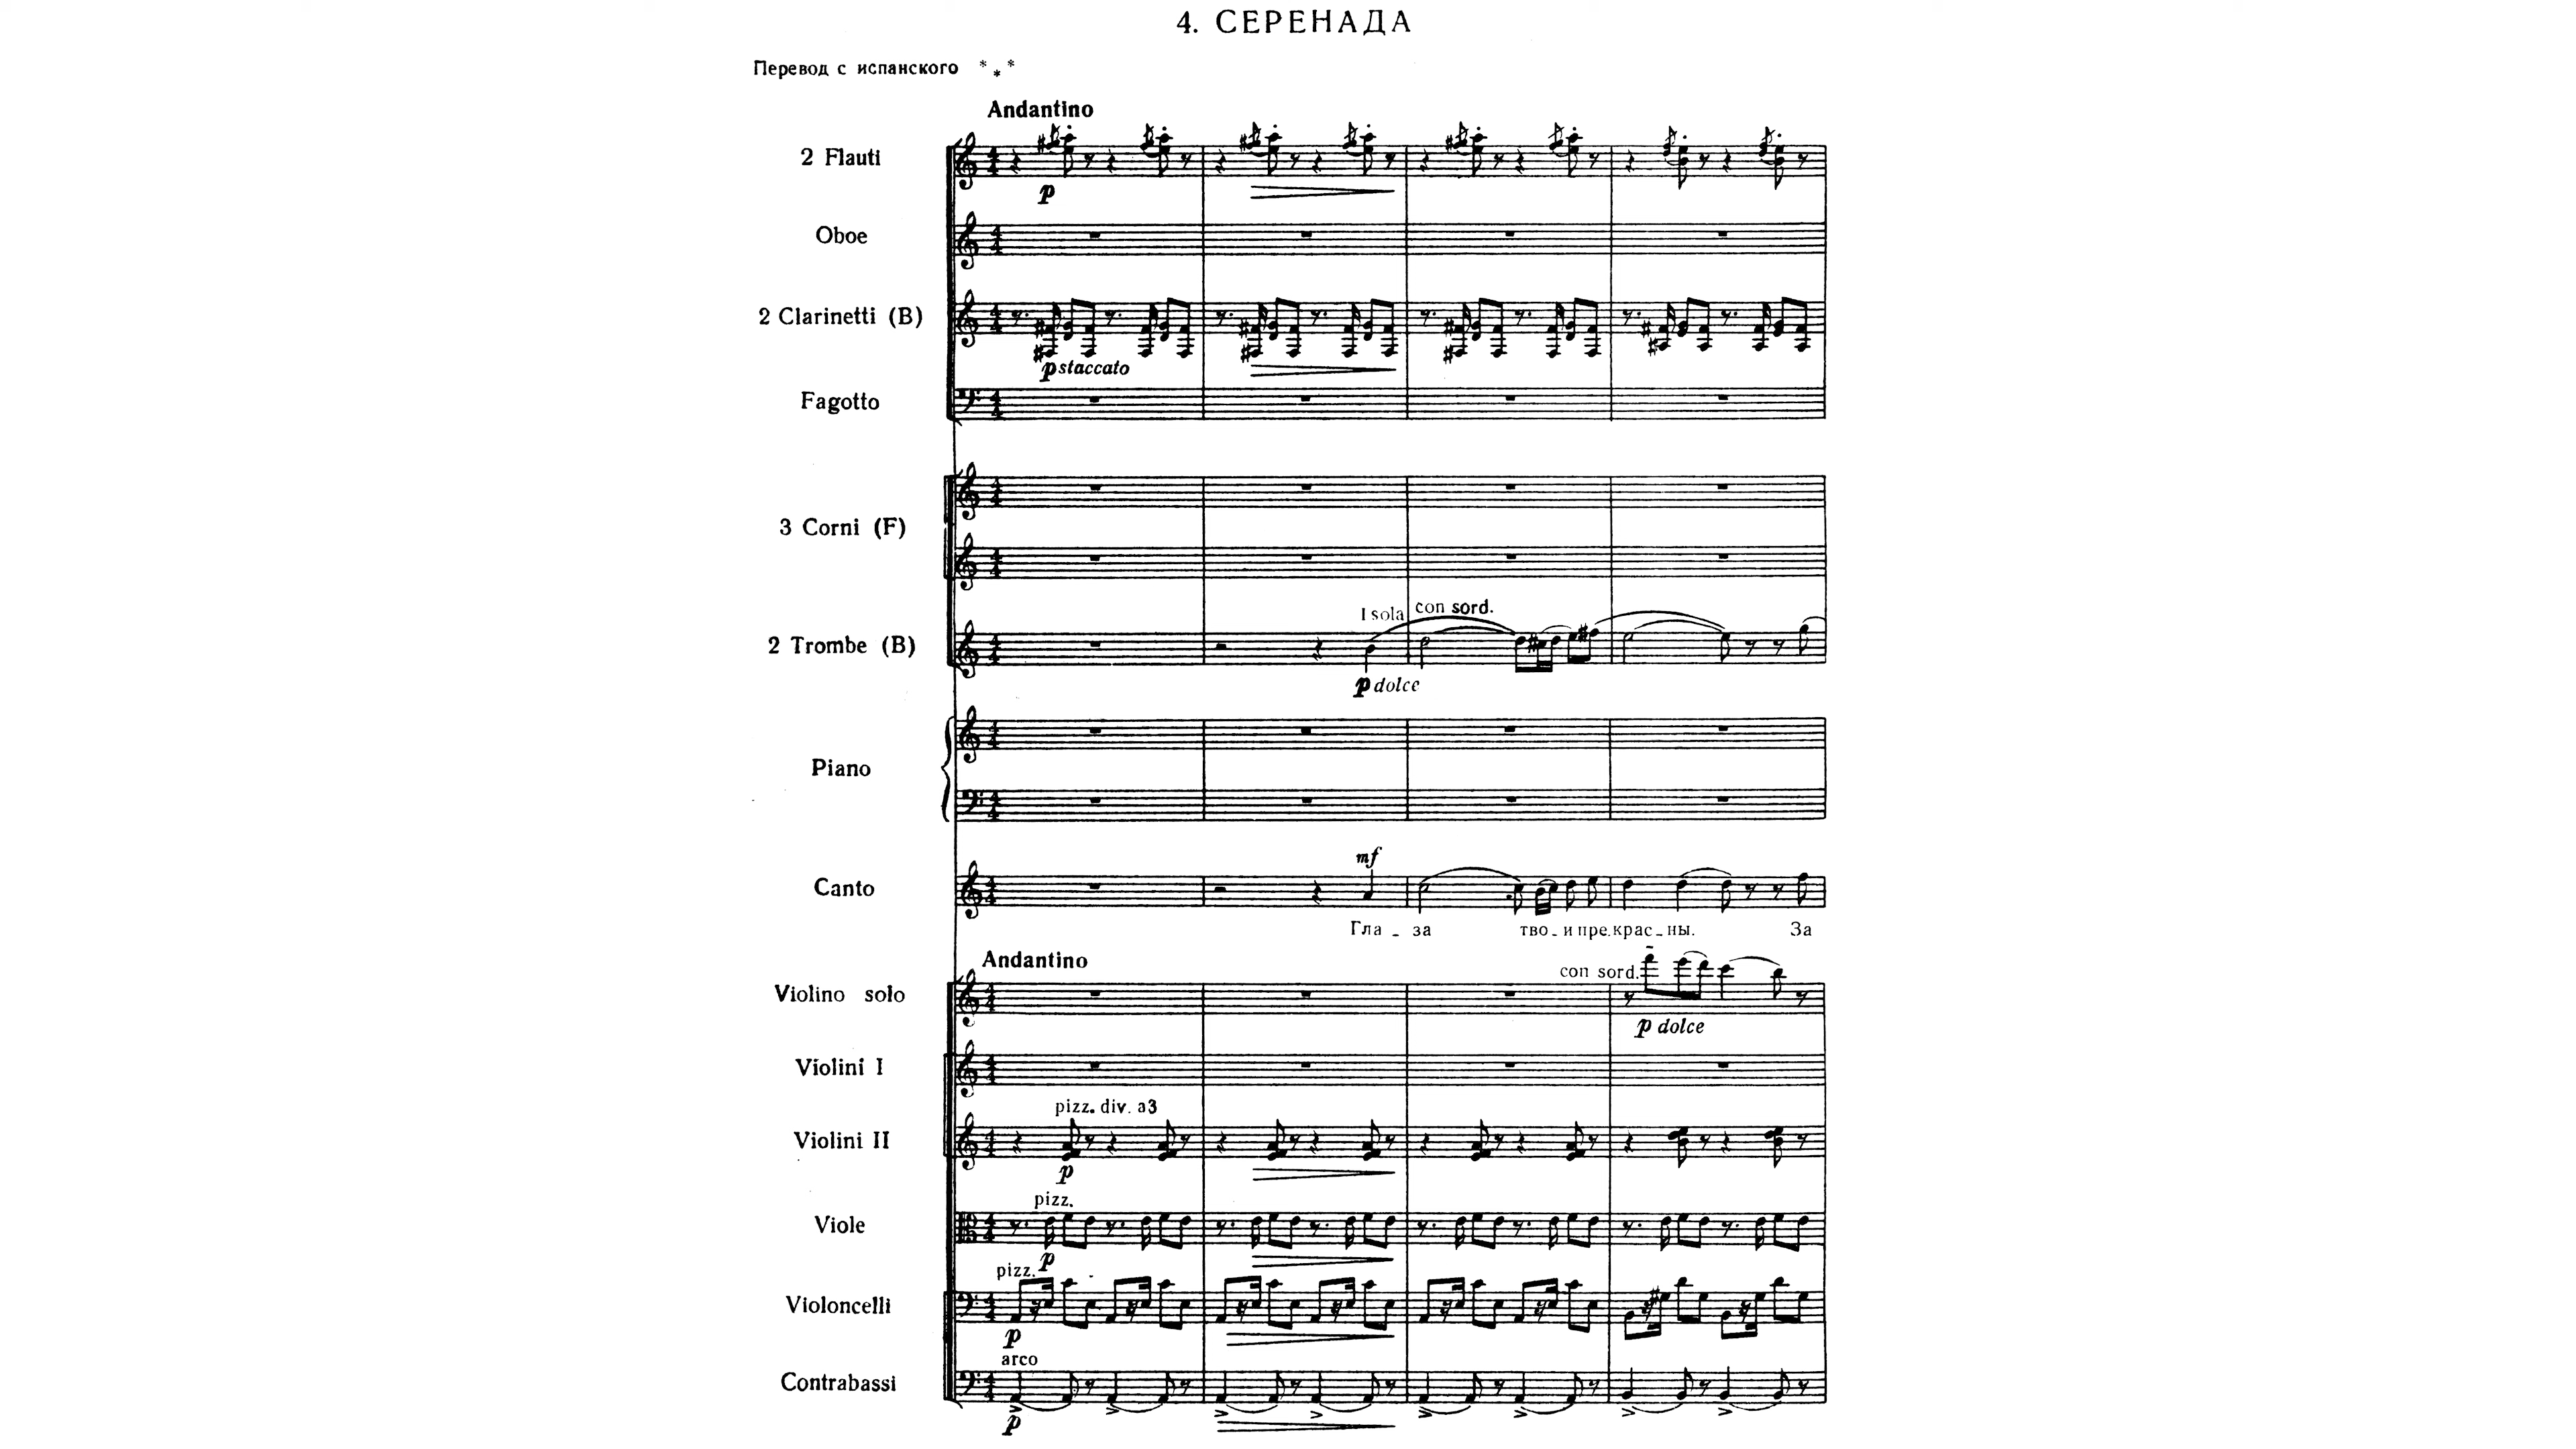 4. СЕРЕНАДА
Перевод с испанского ***
Andantino
2 Flauti
p
Oboe
2 Clarinetti (B)
p staccato
Fagotto
3 Corni (F)
I sola con sord.
2 Trombe (B)
p dolce
Piano
mf
Canto
Гла - за тво - и пре. крас - ны. За
Andantino
con sord.
Violino solo
p dolce
Violini I
pizz. div. a3
Violini II
p
pizz.
Viole
p
pizz.
Violoncelli
p
arco
Contrabassi
p